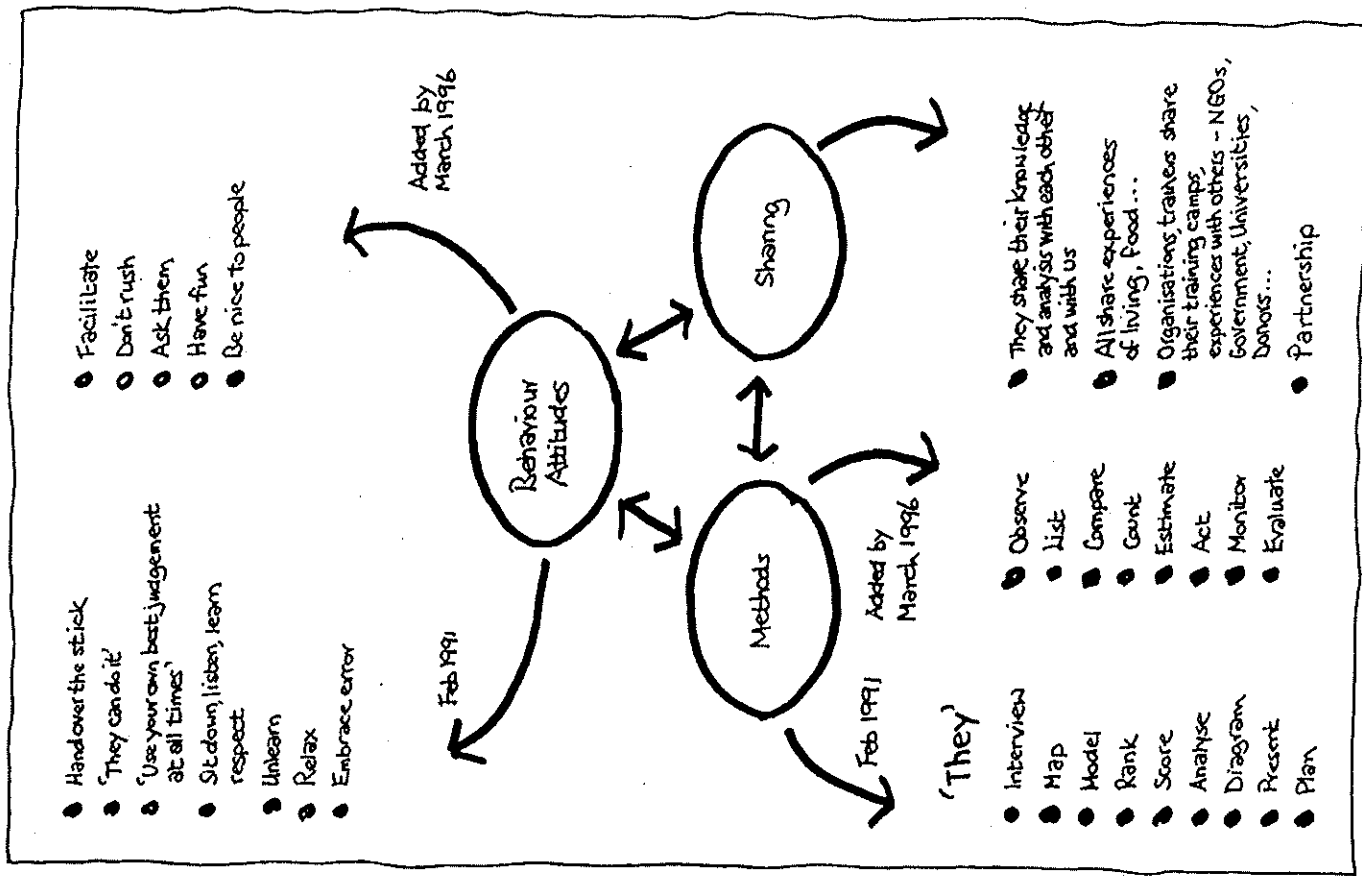 Hand over the stick
'They can do it'
'Use your own best judgement
at all times'
Sit down, listen, learn
respect
Unlearn
Relax
Embrace error
Facilitate
Don't rush
Ask them
Have fun
Be nice to people
Feb 1991
Added by
March 1996
Behaviour
Attitudes
Methods
Sharing
Feb 1991
Added by
March 1996
'They'
Interview
Map
Model
Rank
Score
Analyse
Diagram
Present
Plan
Observe
List
Compare
Count
Estimate
Act
Monitor
Evaluate
They share their knowledge
and analysis with each other
and with us
All share experiences
of living, food...
Organisations, trainers share
their training camps,
experiences with others - NGOs,
Government, Universities,
Donors...
Partnership